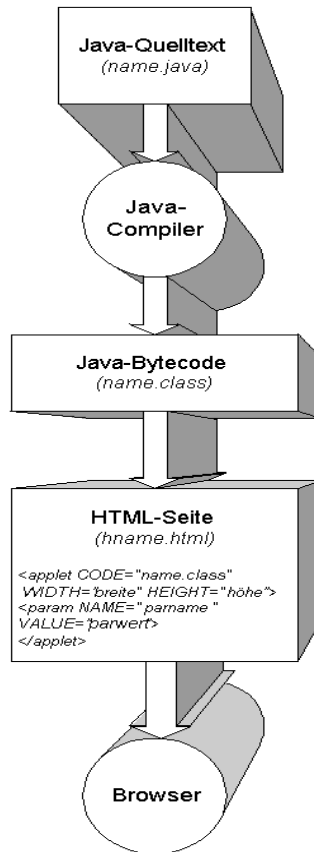 Java-Quelltext
(name.java)
Java-
Compiler
Java-Bytecode
(name.class)
HTML-Seite
(hname.html)
<applet CODE="name.class"
WIDTH="breite" HEIGHT="höhe">
<param NAME="parname "
VALUE="parwert">
</applet>
Browser